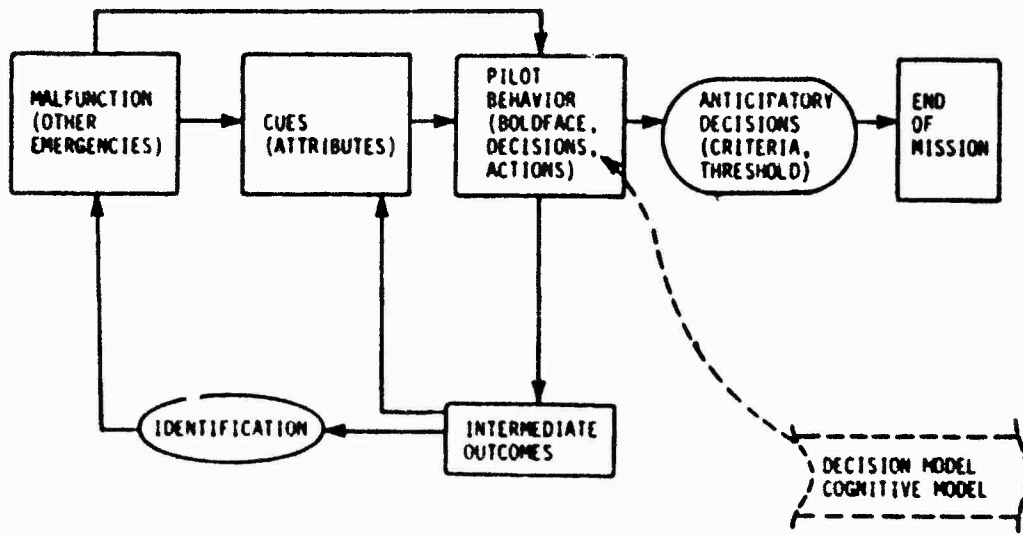 MALFUNCTION
(OTHER
EMERGENCIES)
CUES
(ATTRIBUTES)
PILOT
BEHAVIOR
(BOLDFACE,
DECISIONS,
ACTIONS)
ANTICIPATORY
DECISIONS
(CRITERIA,
THRESHOLD)
END
OF
MISSION
IDENTIFICATION
INTERMEDIATE
OUTCOMES
DECISION MODEL
COGNITIVE MODEL